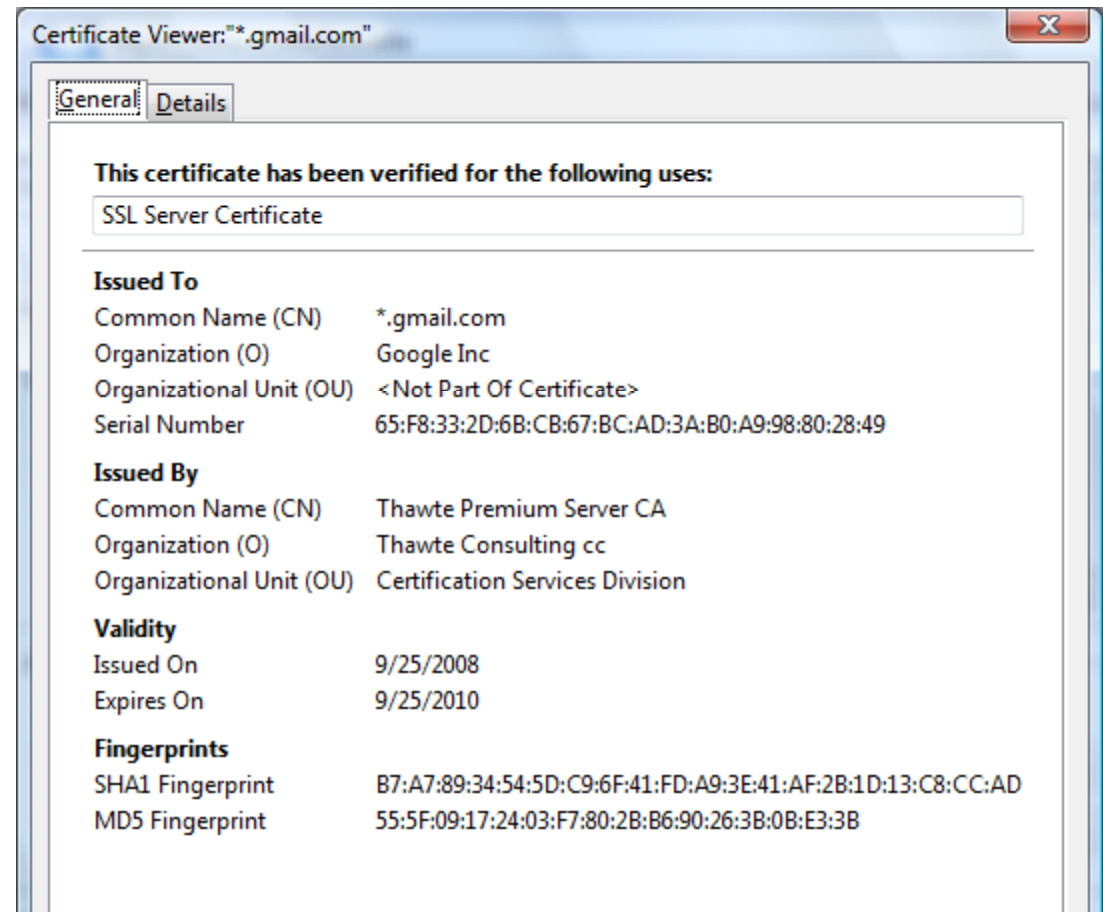 Certificate Viewer:"*.gmail.com"
General Details
This certificate has been verified for the following uses:
SSL Server Certificate
Issued To
Common Name (CN) *.gmail.com
Organization (O) Google Inc
Organizational Unit (OU) <Not Part Of Certificate>
Serial Number 65:F8:33:2D:6B:CB:67:BC:AD:3A:B0:A9:98:80:28:49
Issued By
Common Name (CN) Thawte Premium Server CA
Organization (O) Thawte Consulting cc
Organizational Unit (OU) Certification Services Division
Validity
Issued On 9/25/2008
Expires On 9/25/2010
Fingerprints
SHA1 Fingerprint B7:A7:89:34:54:5D:C9:6F:41:FD:A9:3E:41:AF:2B:1D:13:C8:CC:AD
MD5 Fingerprint 55:5F:09:17:24:03:F7:80:2B:B6:90:26:3B:0B:E3:3B